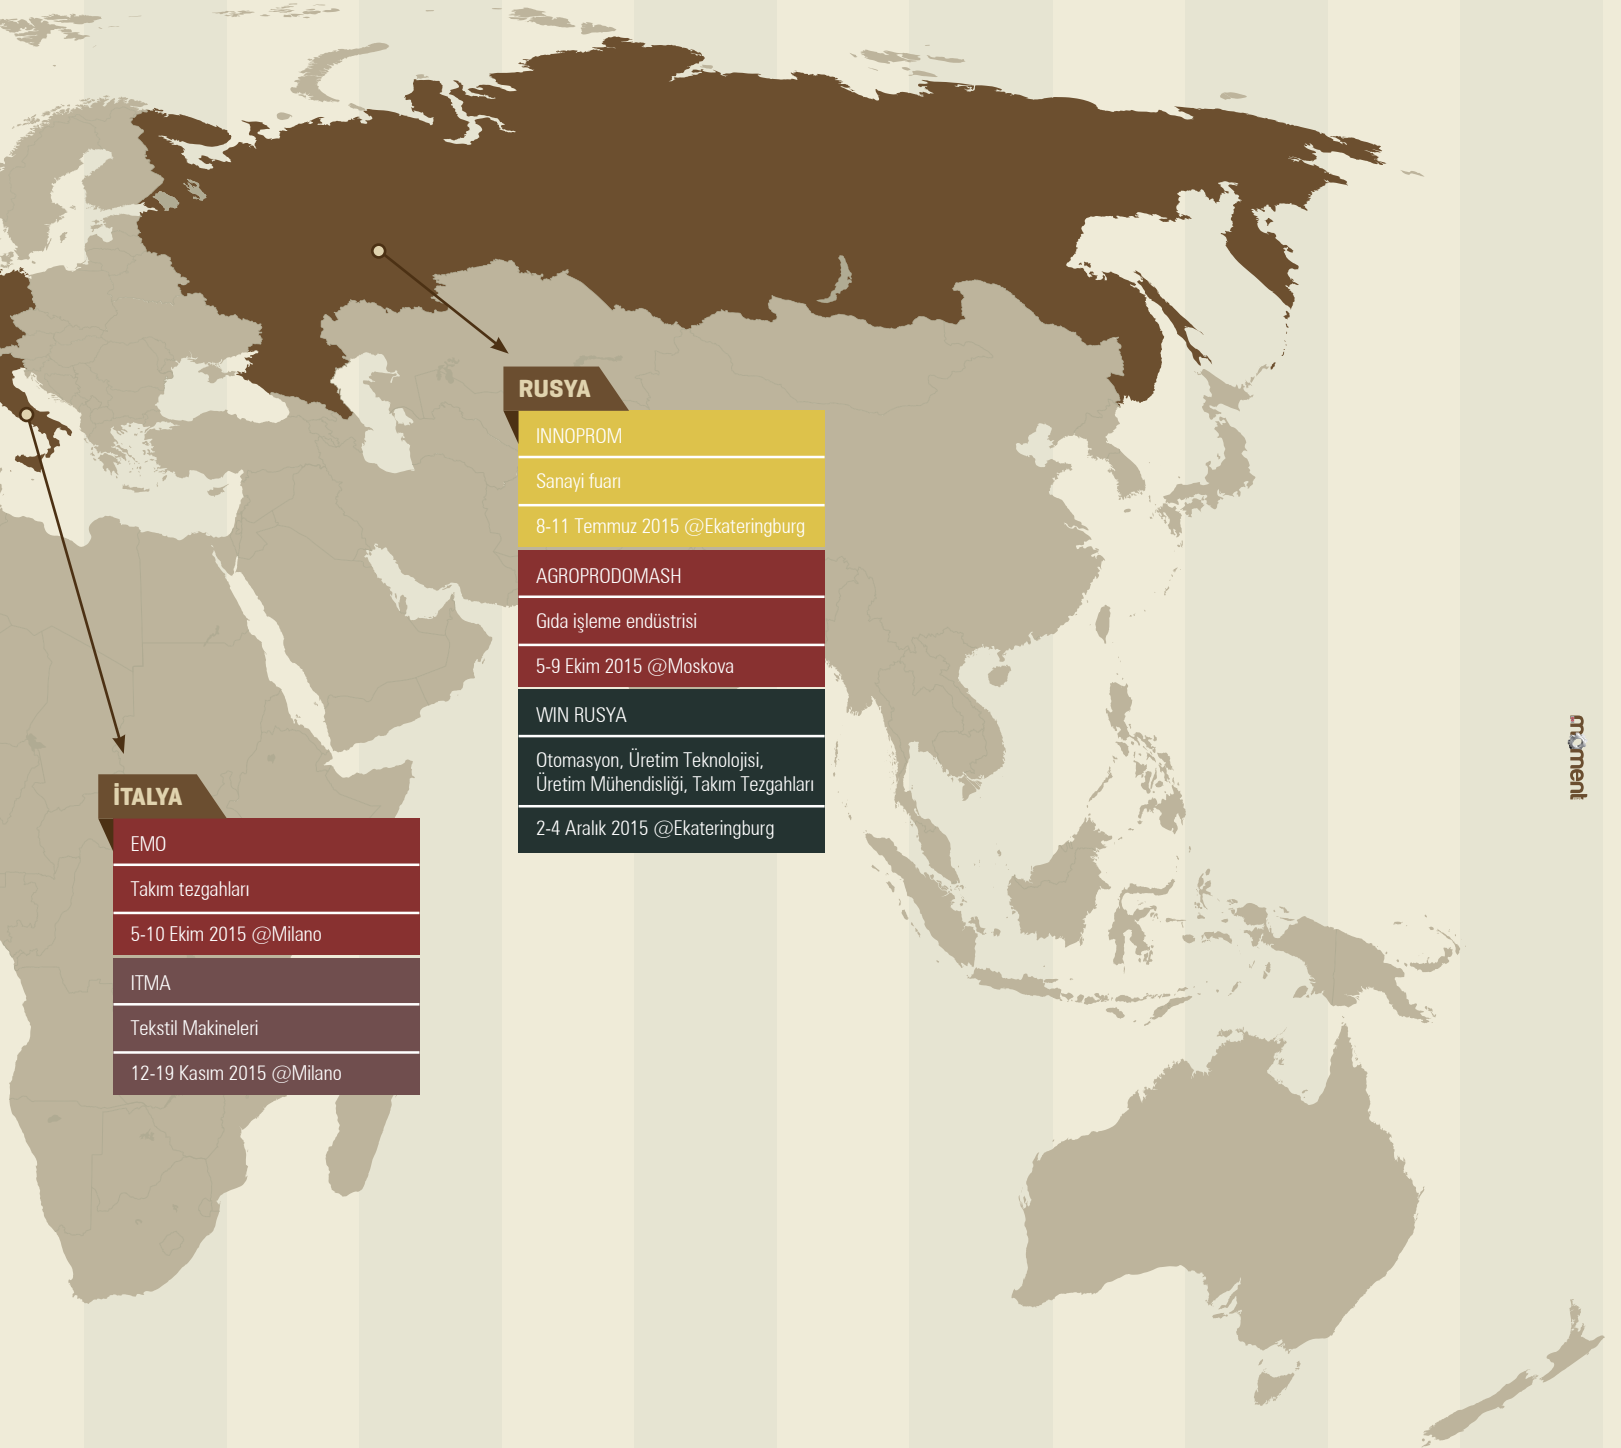 RUSYA
INNOPROM
Sanayi fuarı
8-11 Temmuz 2015 @Ekateringburg
AGROPRODOMASH
Gıda işleme endüstrisi
5-9 Ekim 2015 @Moskova
WIN RUSYA
Otomasyon, Üretim Teknolojisi,
Üretim Mühendisliği, Takım Tezgahları
2-4 Aralık 2015 @Ekateringburg
İTALYA
EMO
Takım tezgahları
5-10 Ekim 2015 @Milano
ITMA
Tekstil Makineleri
12-19 Kasım 2015 @Milano
moment